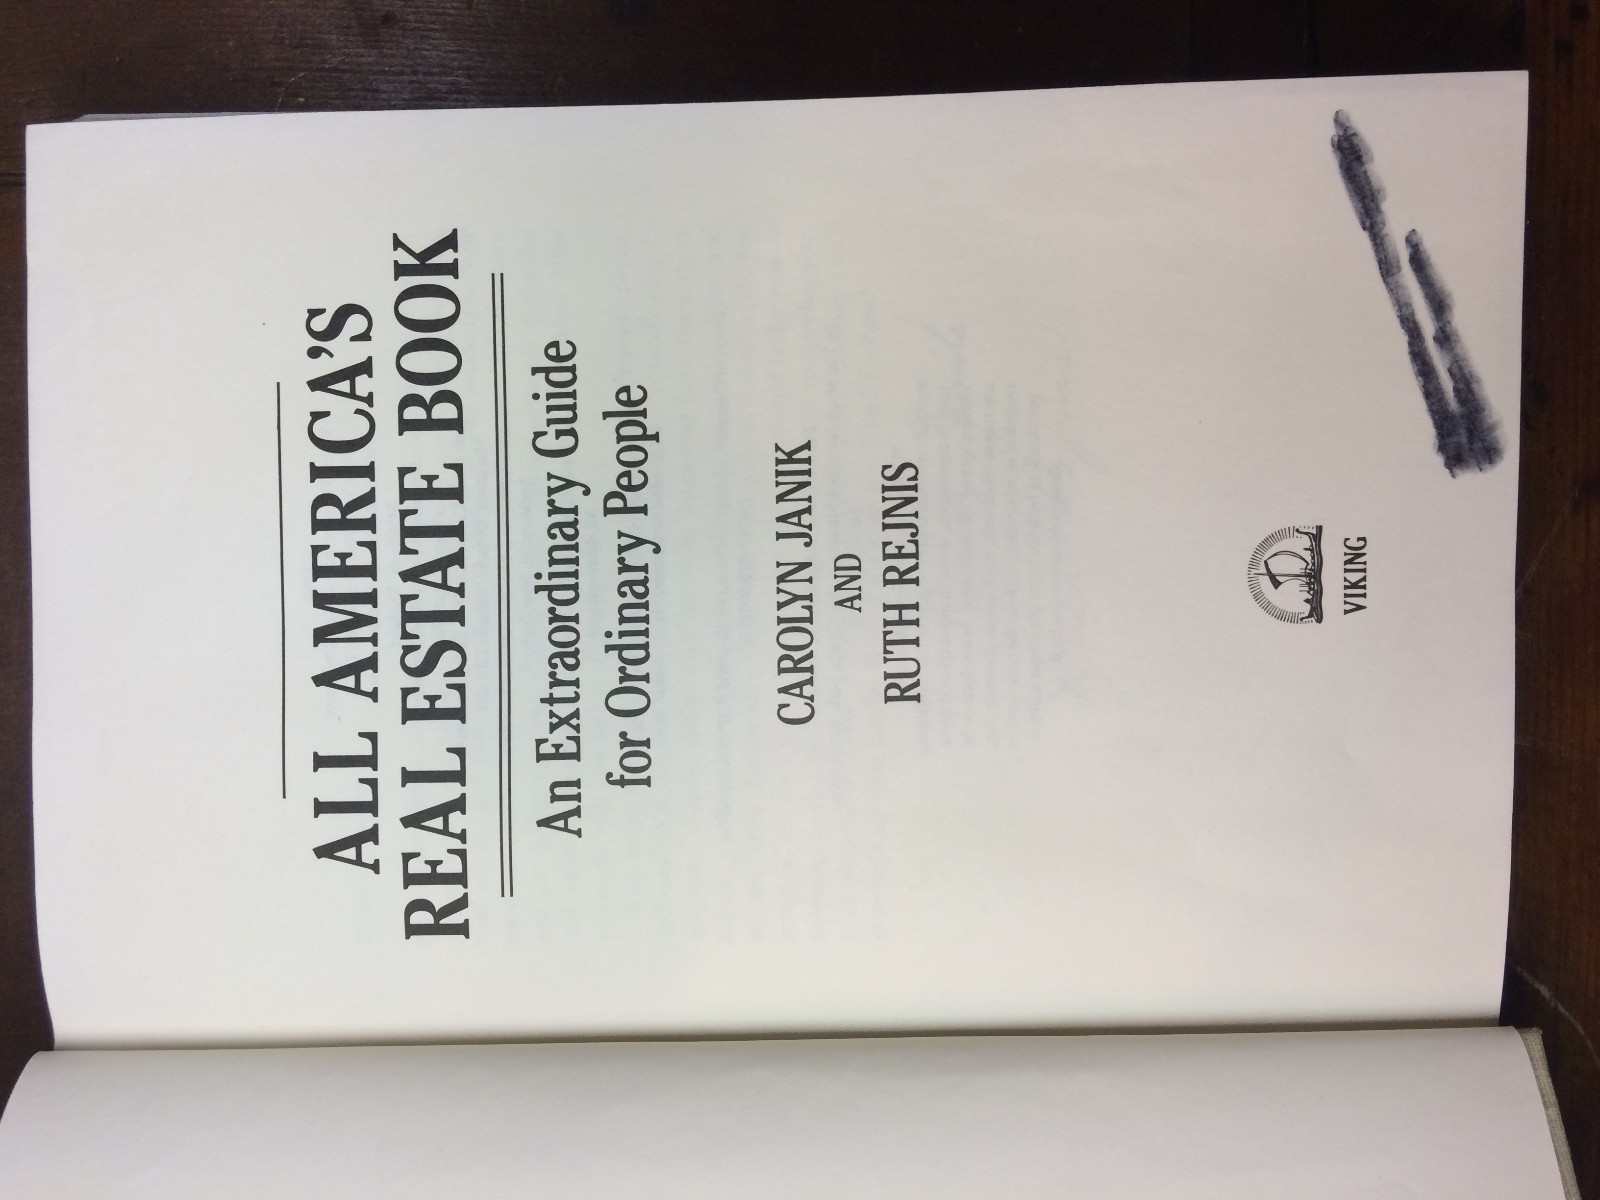 ALL AMERICA'S
REAL ESTATE BOOK
An Extraordinary Guide
for Ordinary People
CAROLYN JANIK
AND
RUTH REJNIS
VIKING